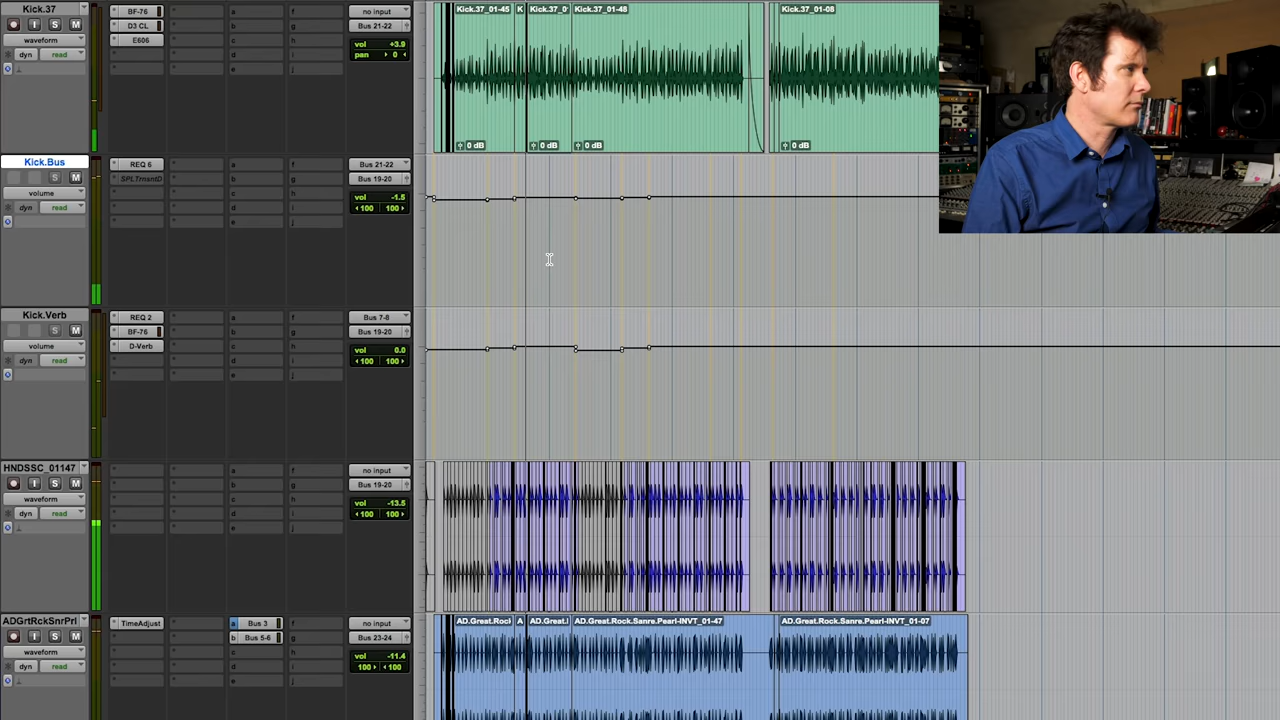 Kick.37
I S M
waveform
dyn read
BF-76
D3 CL
E606
a
b
c
d
e
f
g
h
i
j
no input
Bus 21-22
vol +3.9
pan 0
Kick.37_01-45 K Kick.37_0 Kick.37_01-48 Kick.37_01-08
0 dB 0 dB 0 dB 0 dB
Kick.Bus
S M
volume
dyn read
REQ 6
SPLTrnsntD
a
b
c
d
e
f
g
h
i
j
Bus 21-22
Bus 19-20
vol -1.5
100 100
Kick.Verb
S M
volume
dyn read
REQ 2
BF-76
D-Verb
a
b
c
d
e
f
g
h
i
j
Bus 7-8
Bus 19-20
vol 0.0
100 100
HNDSSC_01147
I S M
waveform
dyn read
a
b
c
d
e
f
g
h
i
j
no input
Bus 19-20
vol -13.5
100 100
ADGrtRckSnrPrl
I S M
waveform
dyn read
TimeAdjust
a Bus 3
b Bus 5-6
c
d
e
f
g
h
i
j
no input
Bus 23-24
vol -11.4
100 100
AD.Great.Rock A AD.Great.I AD.Great.Rock.Sanre.Pearl-INVT_01-47 AD.Great.Rock.Sanre.Pearl-INVT_01-07